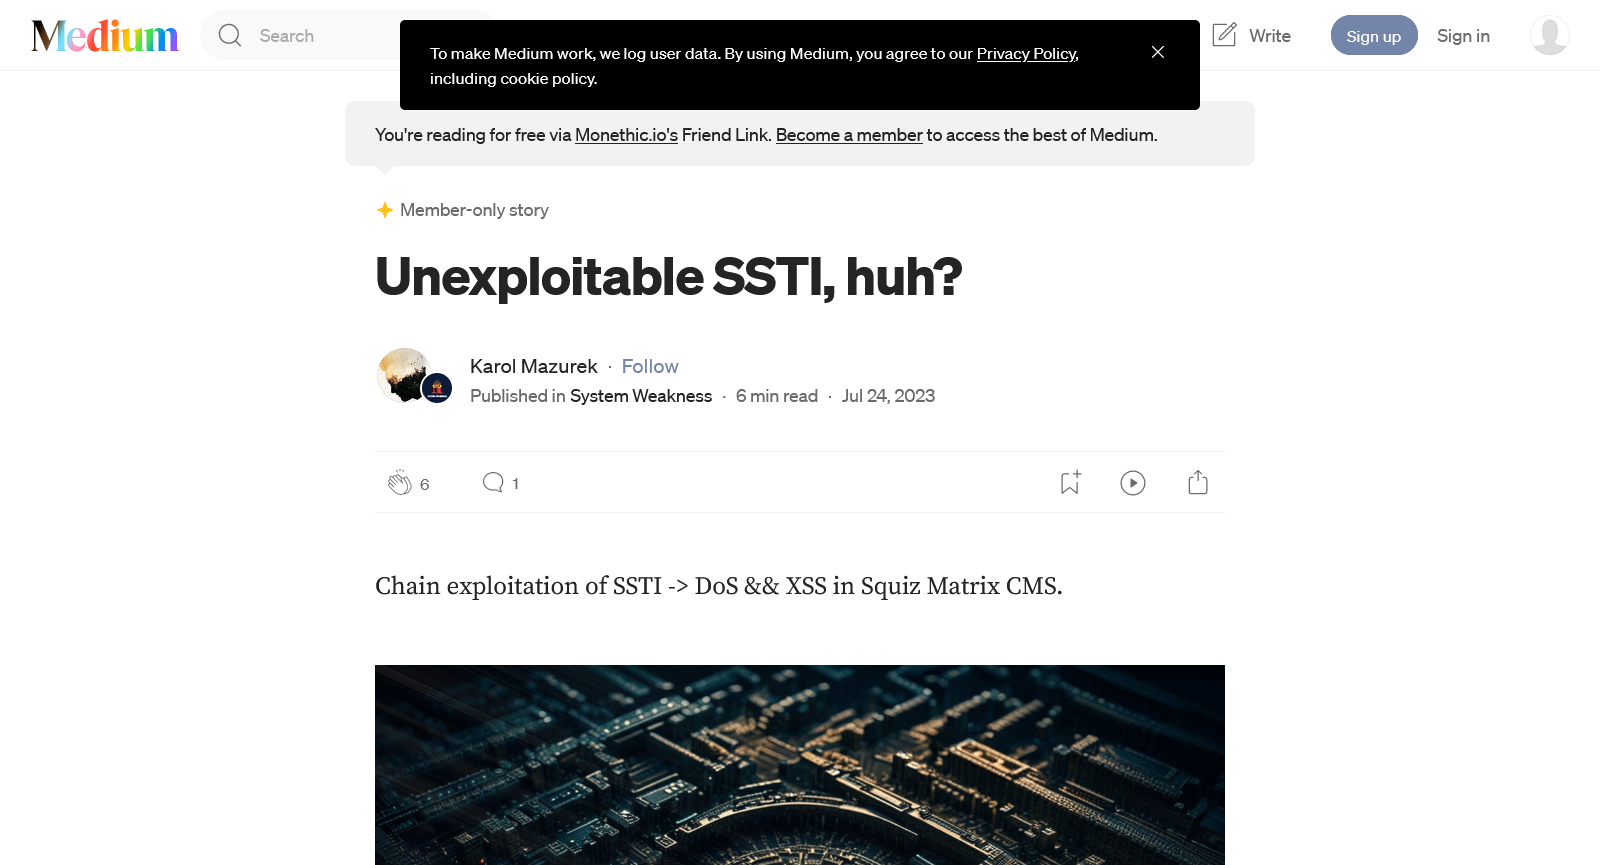 Medium
Search
Write
Sign up
Sign in
To make Medium work, we log user data. By using Medium, you agree to our Privacy Policy,
including cookie policy.
You're reading for free via Monethic.io's Friend Link. Become a member to access the best of Medium.
Member-only story
Unexploitable SSTI, huh?
Karol Mazurek · Follow
Published in System Weakness · 6 min read · Jul 24, 2023
6
1
Chain exploitation of SSTI -> DoS && XSS in Squiz Matrix CMS.